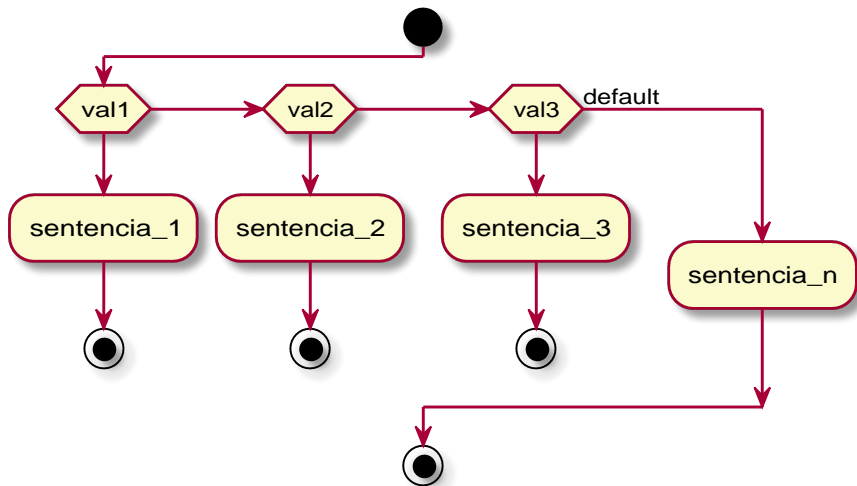 val1
val2
val3
default
sentencia_1
sentencia_2
sentencia_3
sentencia_n